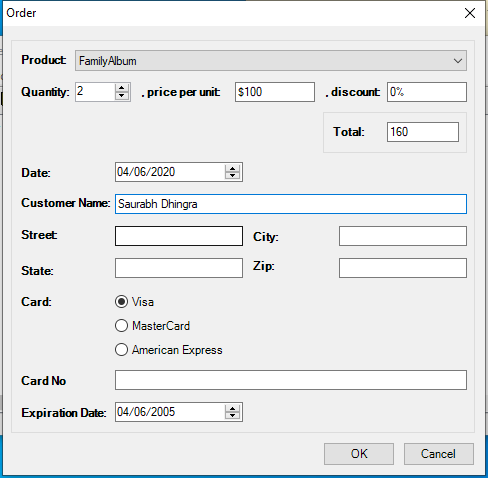 Order
Product: FamilyAlbum
Quantity: 2 , price per unit: $100 , discount: 0%
Total: 160
Date: 04/06/2020
Customer Name: Saurabh Dhingra
Street: City:
State: Zip:
Card: Visa
MasterCard
American Express
Card No
Expiration Date: 04/06/2005
OK Cancel